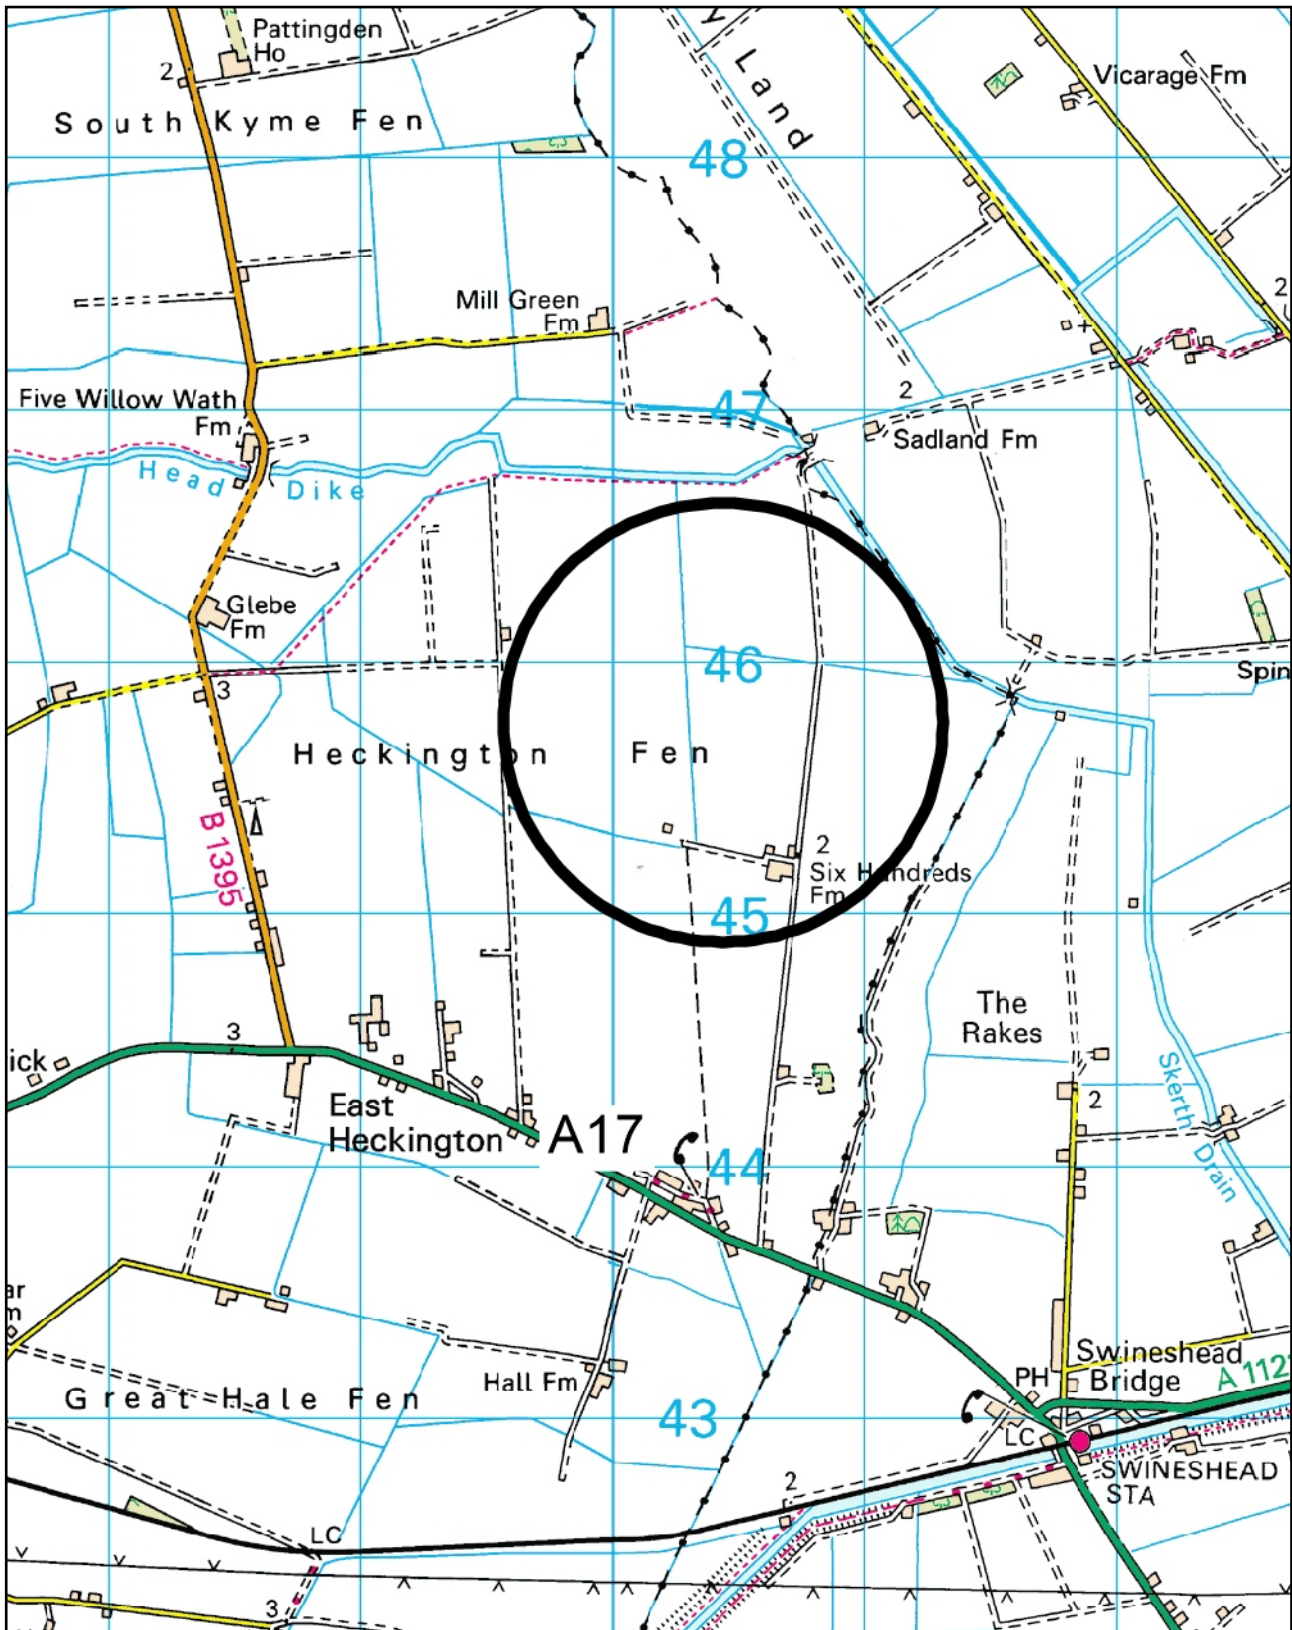 Pattingden
Ho
2
y Land
Vicarage Fm
South Kyme Fen
48
2
Mill Green
Fm
Five Willow Wath
Fm
47
2
Sadland Fm
Head Dike
Glebe
Fm
46
Spin
3
Heckington Fen
B 1395
2
Six Hundreds
Fm
45
The
Rakes
3
ick
Skerth Drain
2
East
Heckington
A17
44
ar
m
Swineshead
Bridge
PH
A 112
Hall Fm
Great Hale Fen
43
LC
SWINESHEAD
STA
2
LC
3